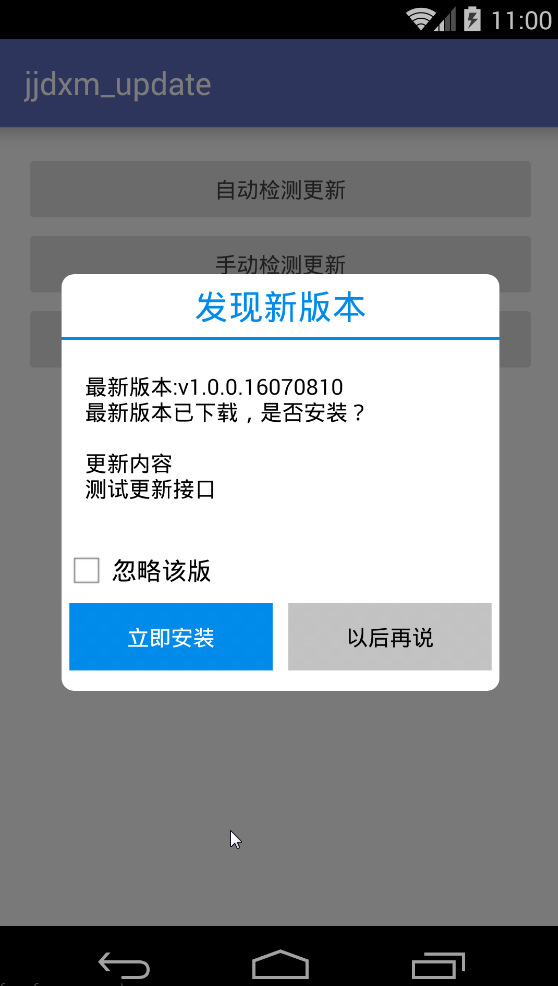 11:00
jjdxm_update
自动检测更新
手动检测更新
发现新版本
最新版本:v1.0.0.16070810
最新版本已下载，是否安装？
更新内容
测试更新接口
忽略该版
立即安装
以后再说